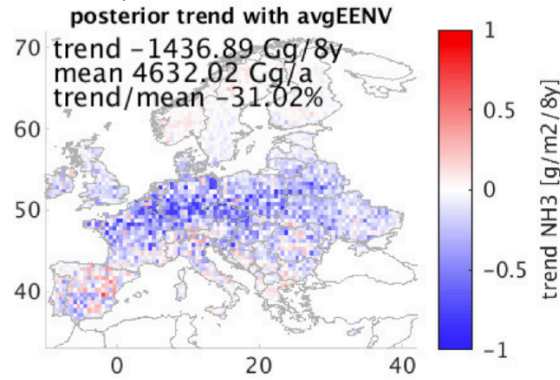 posterior trend with avgEENV
trend −1436.89 Gg/8y
mean 4632.02 Gg/a
trend/mean −31.02%
70
60
50
40
0
20
40
1
0.5
0
−0.5
−1
trend NH3 [g/m2/8y]